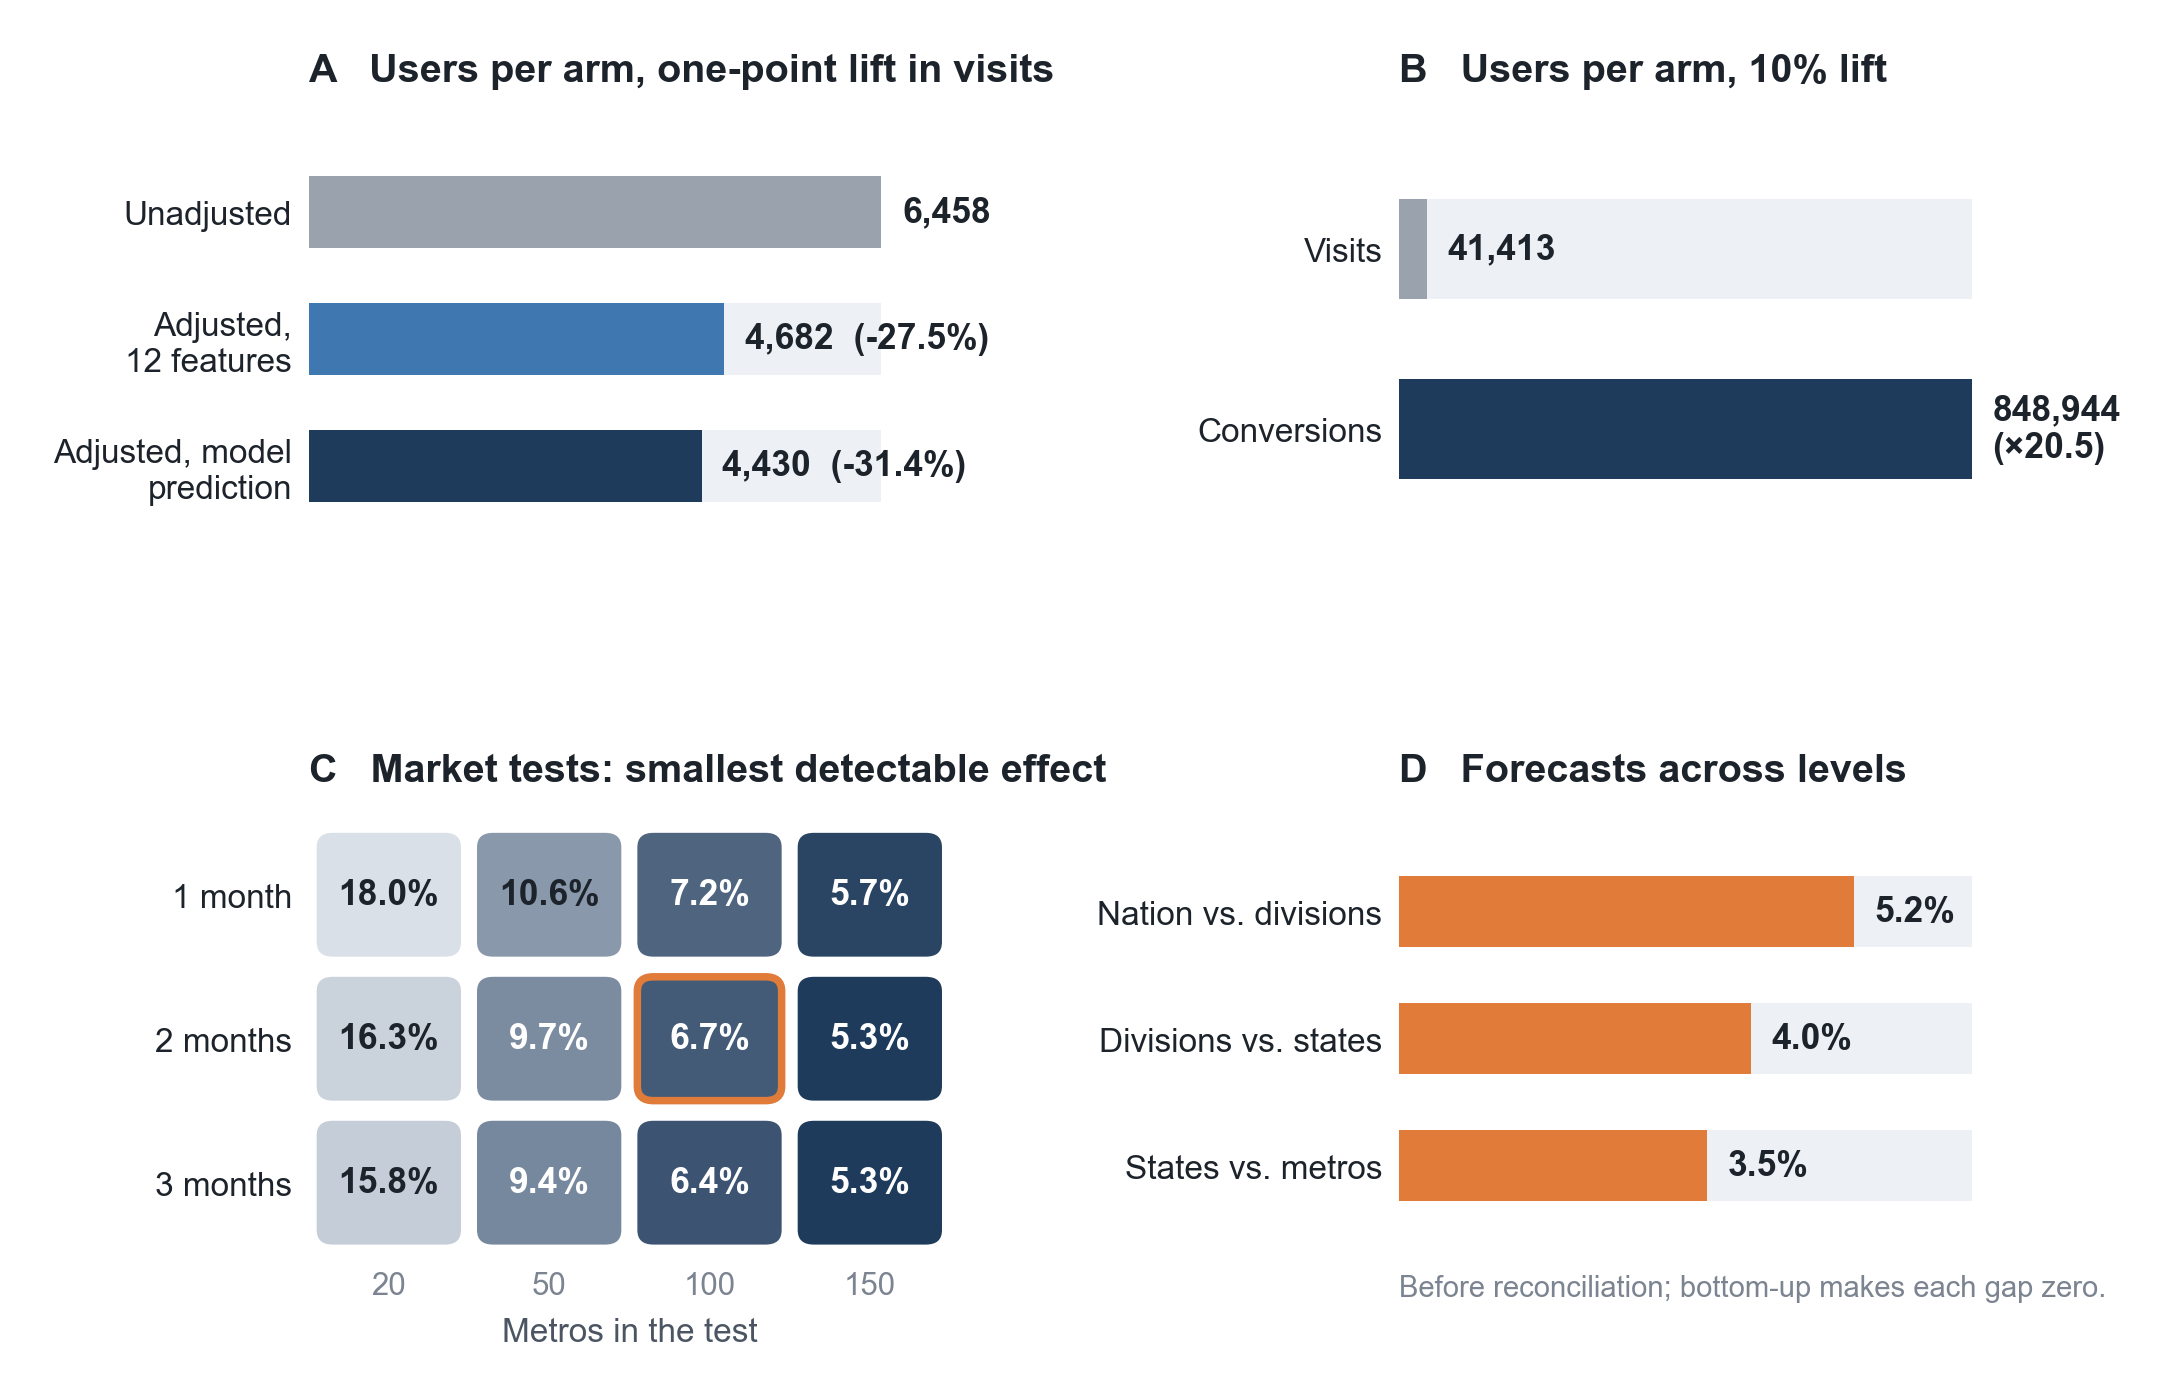 A Users per arm, one-point lift in visits
Unadjusted 6,458
Adjusted,
12 features
4,682 (-27.5%)
Adjusted, model
prediction
4,430 (-31.4%)
B Users per arm, 10% lift
Visits 41,413
Conversions
848,944
(×20.5)
C Market tests: smallest detectable effect
1 month 18.0% 10.6% 7.2% 5.7%
2 months 16.3% 9.7% 6.7% 5.3%
3 months 15.8% 9.4% 6.4% 5.3%
20 50 100 150
Metros in the test
D Forecasts across levels
Nation vs. divisions 5.2%
Divisions vs. states 4.0%
States vs. metros 3.5%
Before reconciliation; bottom-up makes each gap zero.